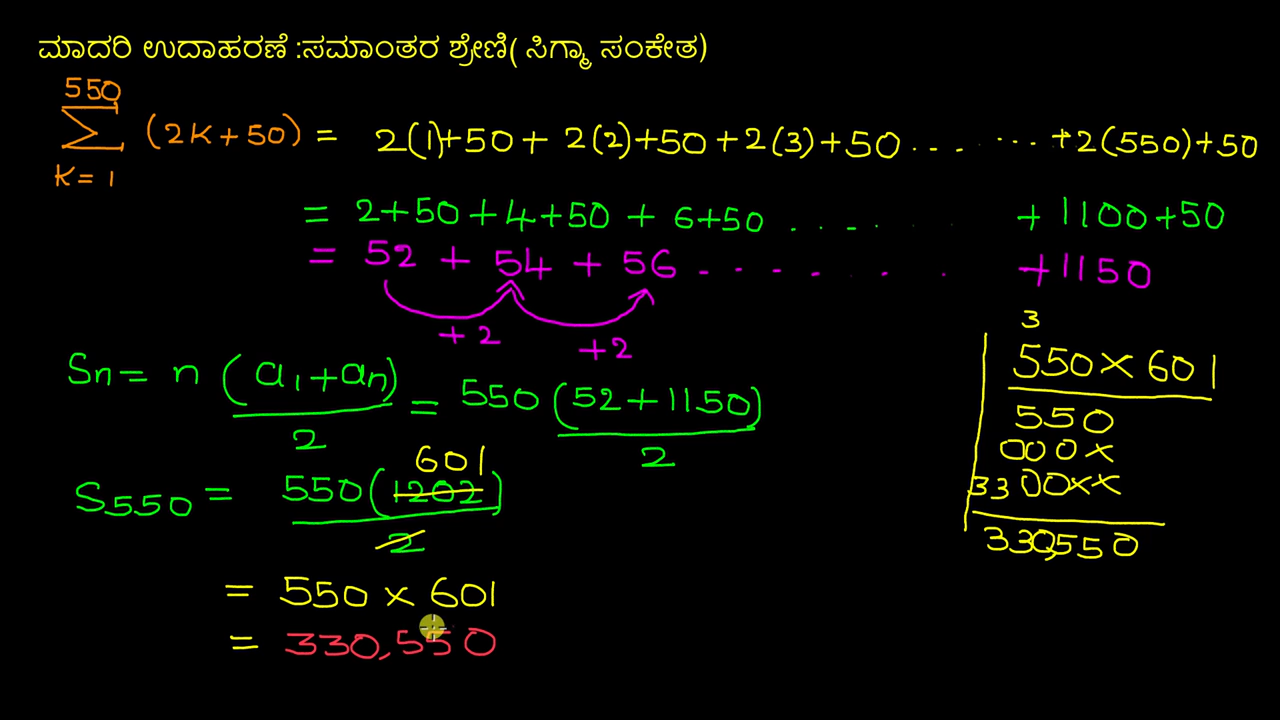 ಮಾದರಿ ಉದಾಹರಣೆ :ಸಮಾಂತರ ಶ್ರೇಣಿ( ಸಿಗ್ಮಾ ಸಂಕೇತ)
550
∑ (2K+50) = 2(1)+50 + 2(2)+50 +2(3)+50 ... ... +2(550)+50
K=1
= 2+50 +4+50 + 6+50 ....... +1100+50
= 52 + 54 + 56 ....... +1150
+2 +2
Sn = n (a1+an)/2 = 550 (52+1150)/2
601
S550 = 550(1202)/2
= 550 × 601
= 330,550
3
550×601
550
000×
3300××
330,550